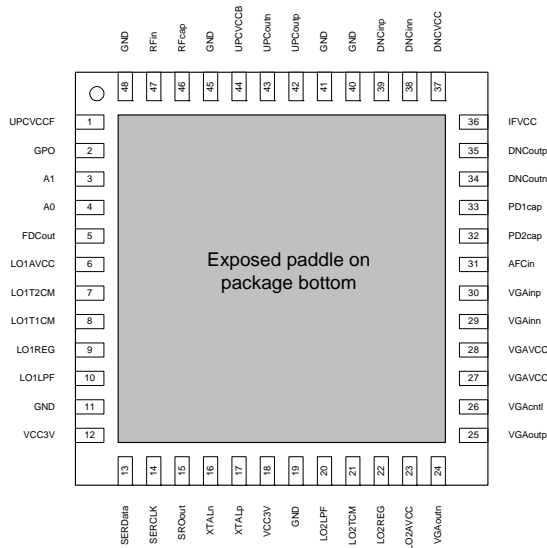 GND
RFin
RFcap
GND
UPCVCCB
UPCoutn
UPCoutp
GND
GND
DNCinp
DNCinn
DNCVCC
48
47
46
45
44
43
42
41
40
39
38
37
UPCVCCF 1
GPO 2
A1 3
A0 4
FDCout 5
LO1AVCC 6
LO1T2CM 7
LO1T1CM 8
LO1REG 9
LO1LPF 10
GND 11
VCC3V 12
Exposed paddle on
package bottom
36 IFVCC
35 DNCoutp
34 DNCoutn
33 PD1cap
32 PD2cap
31 AFCin
30 VGAinp
29 VGAinn
28 VGAVCC
27 VGAVCC
26 VGAcntl
25 VGAoutp
13
14
15
16
17
18
19
20
21
22
23
24
SERData
SERCLK
SROout
XTALn
XTALp
VCC3V
GND
LO2LPF
LO2TCM
LO2REG
LO2AVCC
VGAoutn